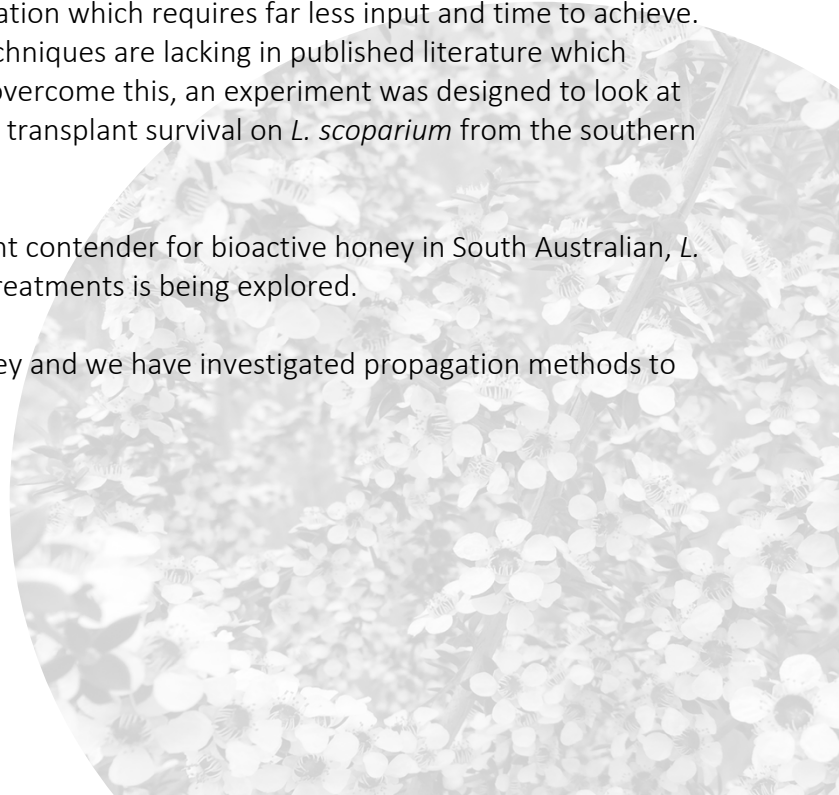 ation which requires far less input and time to achieve.
chniques are lacking in published literature which
overcome this, an experiment was designed to look at
transplant survival on L. scoparium from the southern
nt contender for bioactive honey in South Australian, L.
reatments is being explored.
ey and we have investigated propagation methods to